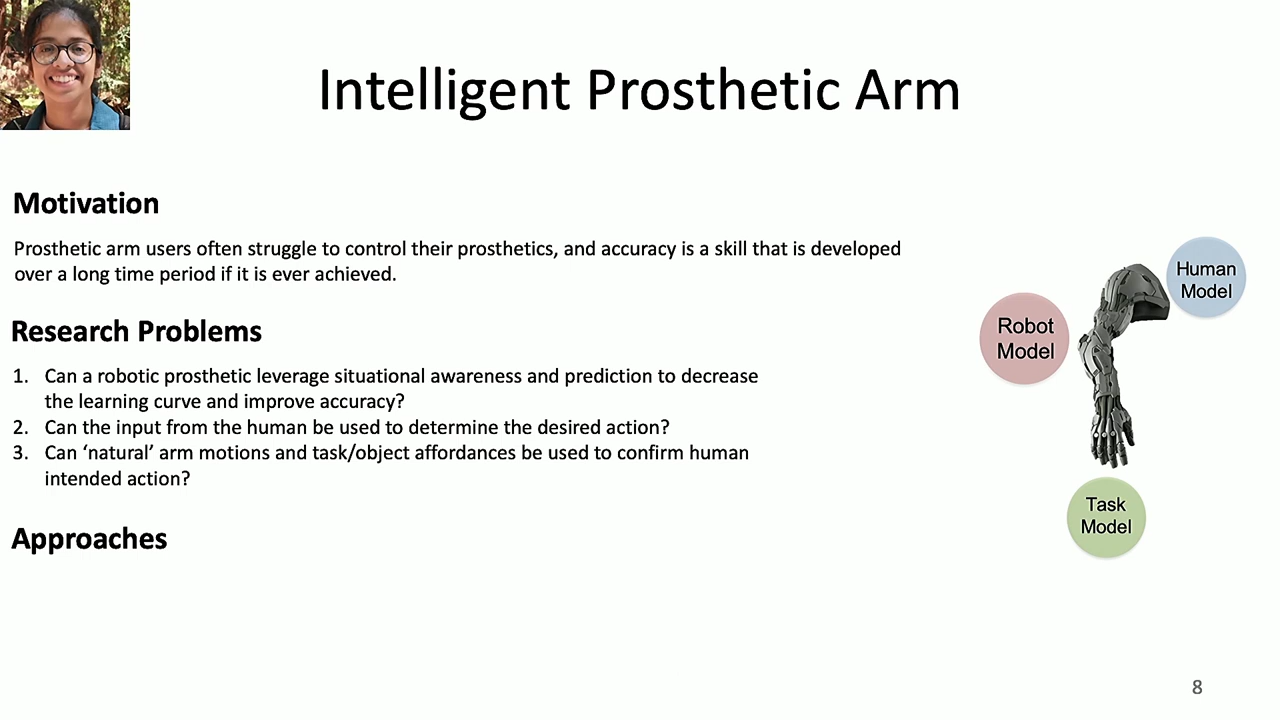 Intelligent Prosthetic Arm
Motivation
Prosthetic arm users often struggle to control their prosthetics, and accuracy is a skill that is developed
over a long time period if it is ever achieved.
Research Problems
1. Can a robotic prosthetic leverage situational awareness and prediction to decrease
the learning curve and improve accuracy?
2. Can the input from the human be used to determine the desired action?
3. Can ‘natural’ arm motions and task/object affordances be used to confirm human
intended action?
Approaches
Human
Model
Robot
Model
Task
Model
8